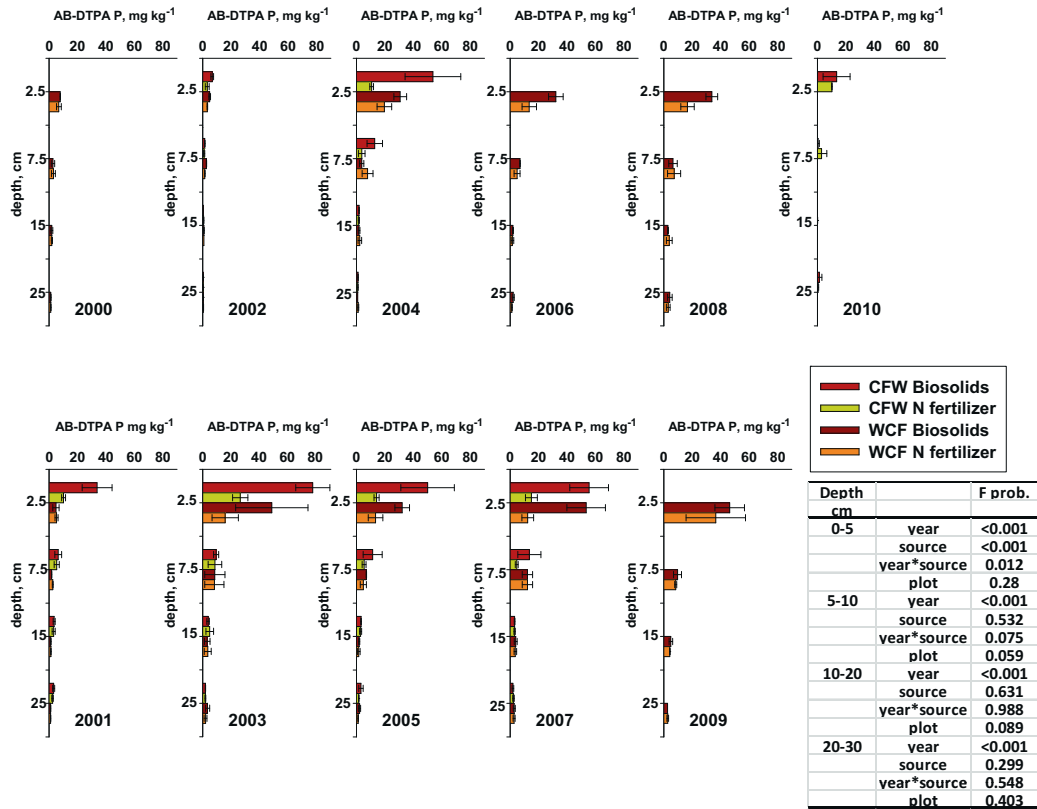 AB-DTPA P, mg kg-1 AB-DTPA P, mg kg-1 AB-DTPA P, mg kg-1 AB-DTPA P, mg kg-1 AB-DTPA P, mg kg-1 AB-DTPA P, mg kg-1
0 20 40 60 80 0 20 40 60 80 0 20 40 60 80 0 20 40 60 80 0 20 40 60 80 0 20 40 60 80
2.5 2.5 2.5 2.5 2.5 2.5
7.5 7.5 7.5 7.5 7.5 7.5
depth, cm depth, cm depth, cm depth, cm depth, cm depth, cm
15 15 15 15 15 15
25 25 25 25 25 25
2000 2002 2004 2006 2008 2010
CFW Biosolids
CFW N fertilizer
WCF Biosolids
WCF N fertilizer
AB-DTPA P mg kg-1 AB-DTPA P, mg kg-1 AB-DTPA P, mg kg-1 AB-DTPA P, mg kg-1 AB-DTPA P, mg kg-1
0 20 40 60 80 0 20 40 60 80 0 20 40 60 80 0 20 40 60 80 0 20 40 60 80
2.5 2.5 2.5 2.5 2.5
7.5 7.5 7.5 7.5 7.5
depth, cm depth, cm depth, cm depth, cm depth, cm
15 15 15 15 15
25 25 25 25 25
2001 2003 2005 2007 2009
Depth F prob.
cm
0-5 year <0.001
source <0.001
year*source 0.012
plot 0.28
5-10 year <0.001
source 0.532
year*source 0.075
plot 0.059
10-20 year <0.001
source 0.631
year*source 0.988
plot 0.089
20-30 year <0.001
source 0.299
year*source 0.548
plot 0.403